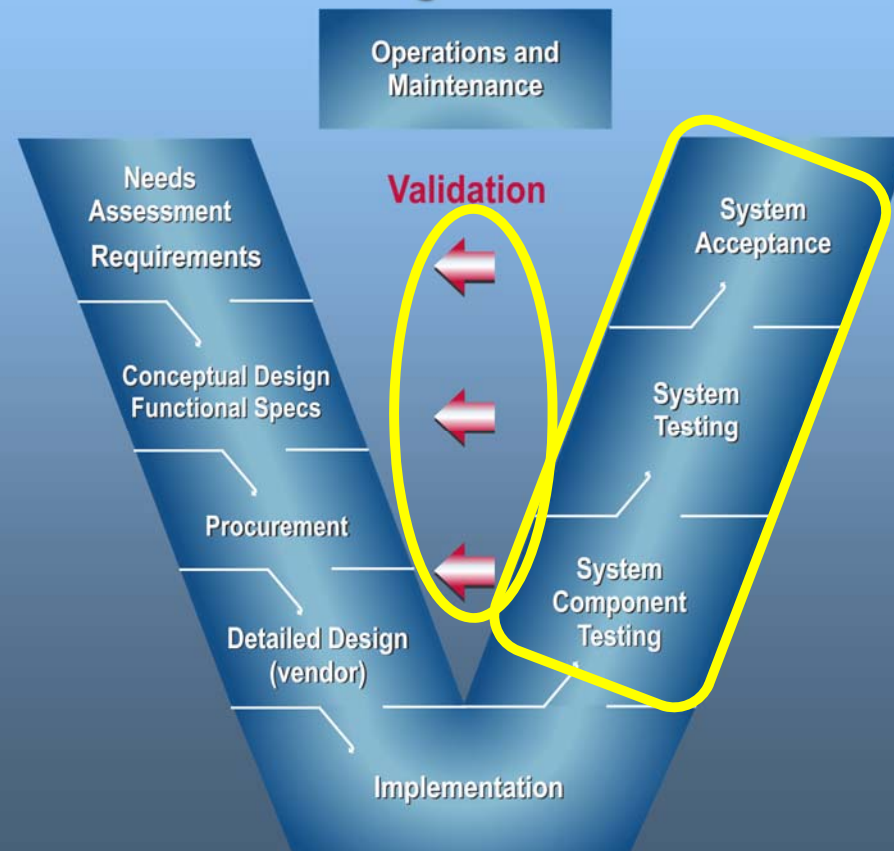 Operations and
Maintenance
Validation
Needs
Assessment
Requirements
Conceptual Design
Functional Specs
Procurement
Detailed Design
(vendor)
Implementation
System
Component
Testing
System
Testing
System
Acceptance